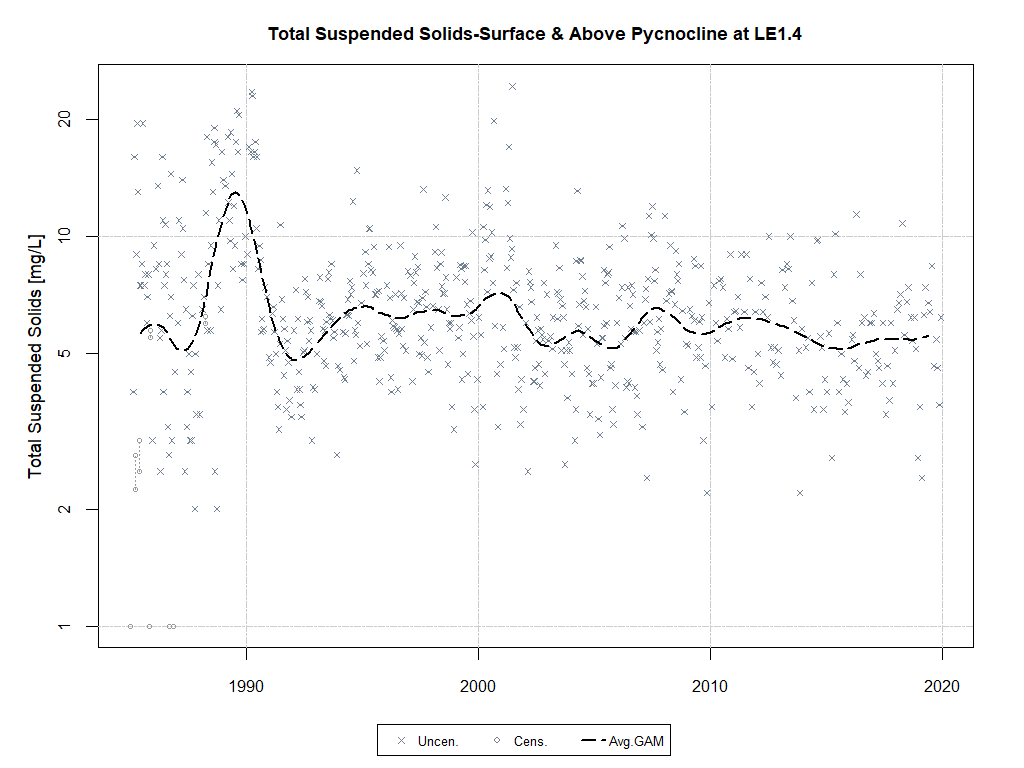 Total Suspended Solids-Surface & Above Pycnocline at LE1.4
Total Suspended Solids [mg/L]
20
10
5
2
1
1990 2000 2010 2020
Uncen. Cens. Avg.GAM